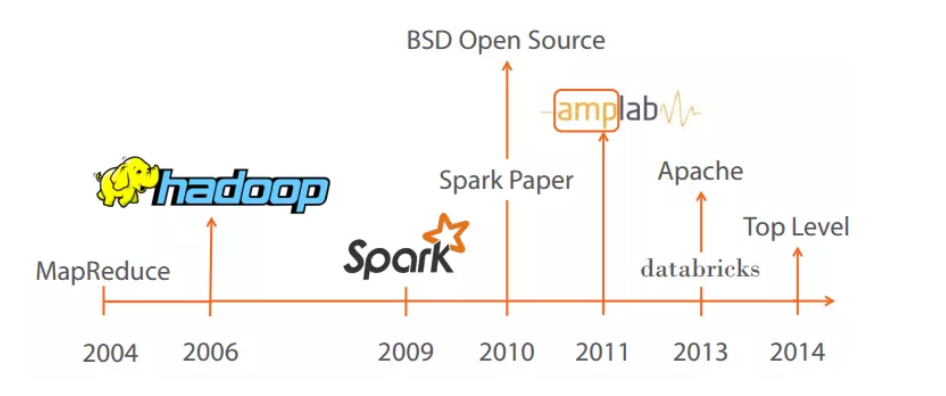 BSD Open Source
amplab
Spark Paper
Apache
hadoop
Top Level
Spark
MapReduce
databricks
2004 2006 2009 2010 2011 2013 2014